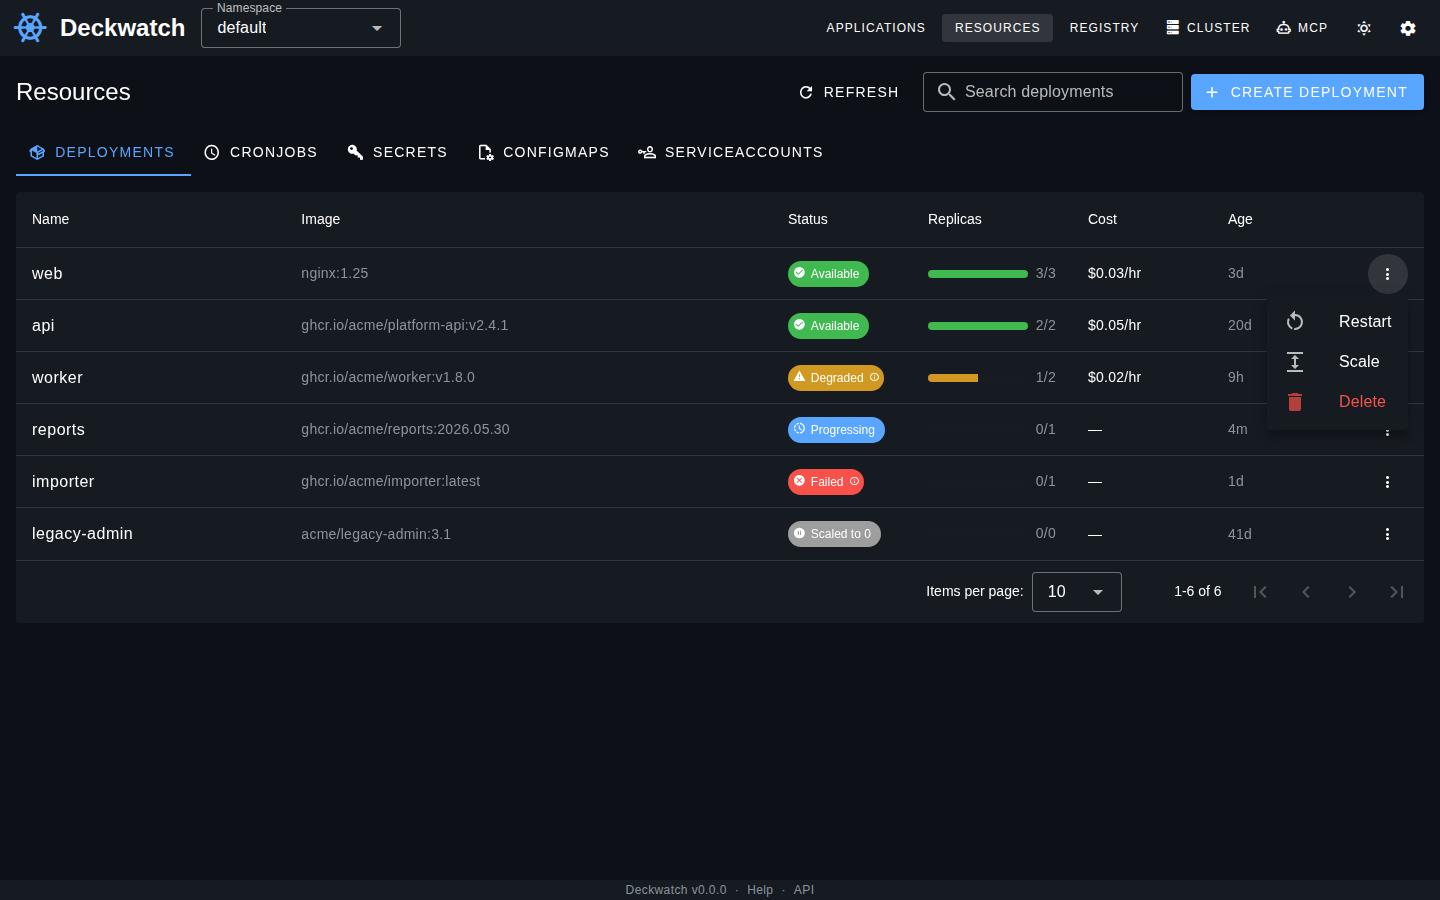 Deckwatch
Namespace
default
APPLICATIONS
RESOURCES
REGISTRY
CLUSTER
MCP
Resources
REFRESH
Search deployments
CREATE DEPLOYMENT
DEPLOYMENTS
CRONJOBS
SECRETS
CONFIGMAPS
SERVICEACCOUNTS
Name Image Status Replicas Cost Age
web nginx:1.25 Available 3/3 $0.03/hr 3d
api ghcr.io/acme/platform-api:v2.4.1 Available 2/2 $0.05/hr 20d
worker ghcr.io/acme/worker:v1.8.0 Degraded 1/2 $0.02/hr 9h
reports ghcr.io/acme/reports:2026.05.30 Progressing 0/1 — 4m
importer ghcr.io/acme/importer:latest Failed 0/1 — 1d
legacy-admin acme/legacy-admin:3.1 Scaled to 0 0/0 — 41d
Restart
Scale
Delete
Items per page: 10 1-6 of 6
Deckwatch v0.0.0 · Help · API